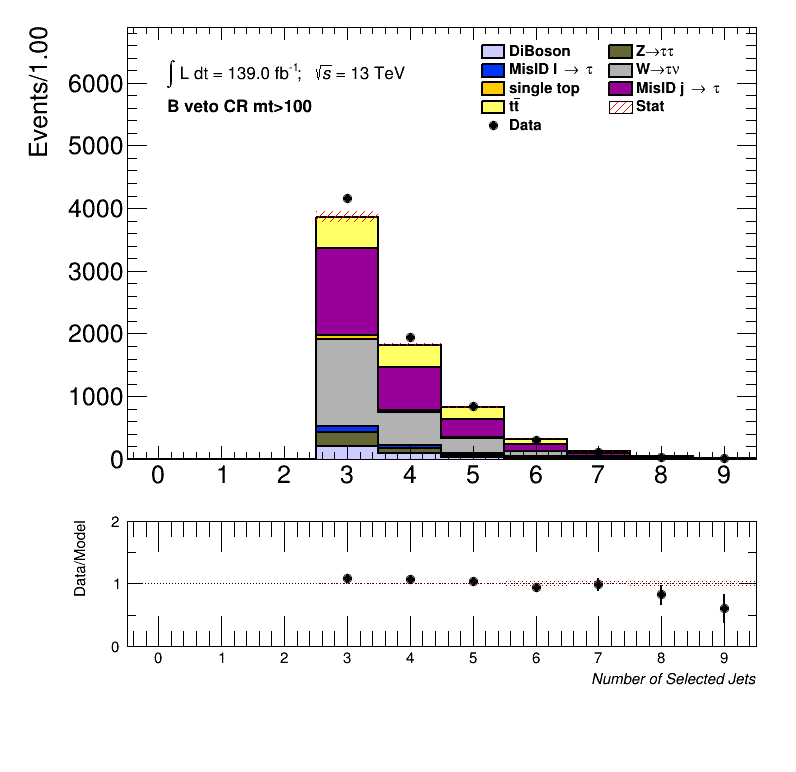 Events/1.00
6000
5000
4000
3000
2000
1000
0
∫ L dt = 139.0 fb⁻¹; √s = 13 TeV
B veto CR mt>100
DiBoson
MisID l → τ
single top
tt̄
Data
Z→ττ
W→τν
MisID j → τ
Stat
0 1 2 3 4 5 6 7 8 9
Data/Model
2
1
0
0 1 2 3 4 5 6 7 8 9
Number of Selected Jets